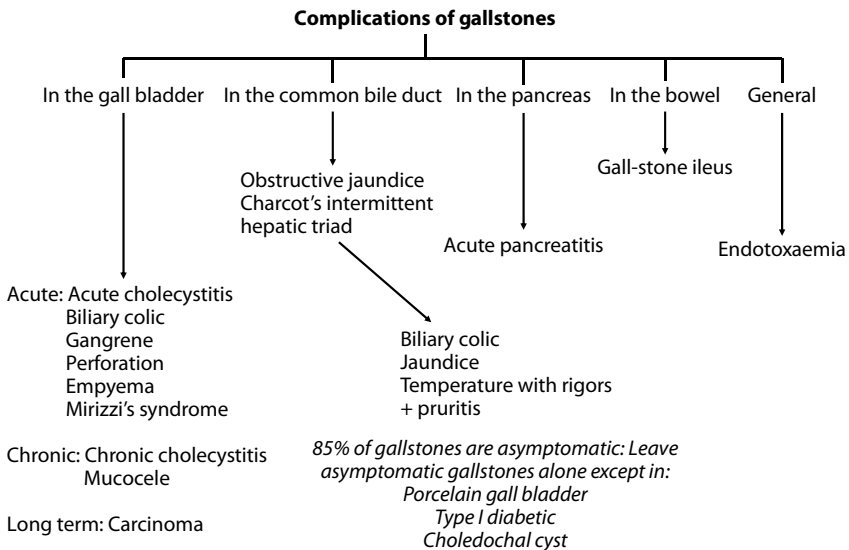 Complications of gallstones
In the gall bladder
In the common bile duct
In the pancreas
In the bowel
General
Gall-stone ileus
Obstructive jaundice
Charcot's intermittent
hepatic triad
Acute pancreatitis
Endotoxaemia
Acute: Acute cholecystitis
Biliary colic
Gangrene
Perforation
Empyema
Mirizzi's syndrome
Chronic: Chronic cholecystitis
Mucocele
Long term: Carcinoma
Biliary colic
Jaundice
Temperature with rigors
+ pruritis
85% of gallstones are asymptomatic: Leave
asymptomatic gallstones alone except in:
Porcelain gall bladder
Type I diabetic
Choledochal cyst